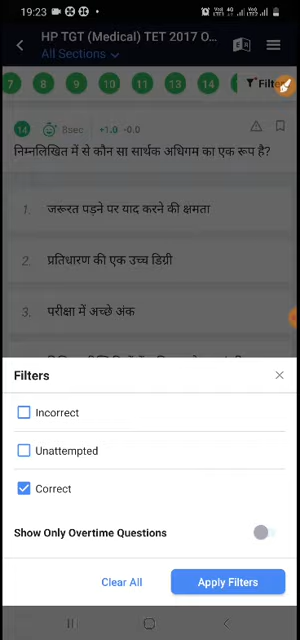 19:23
HP TGT (Medical) TET 2017 O...
All Sections
7 8 9 10 11 13 14 Filter
14 8sec +1.0 -0.0
निम्नलिखित में से कौन सा सार्थक अधिगम का एक रूप है?
1. जरूरत पड़ने पर याद करने की क्षमता
2. प्रतिधारण की एक उच्च डिग्री
3. परीक्षा में अच्छे अंक
Filters
Incorrect
Unattempted
Correct
Show Only Overtime Questions
Clear All Apply Filters